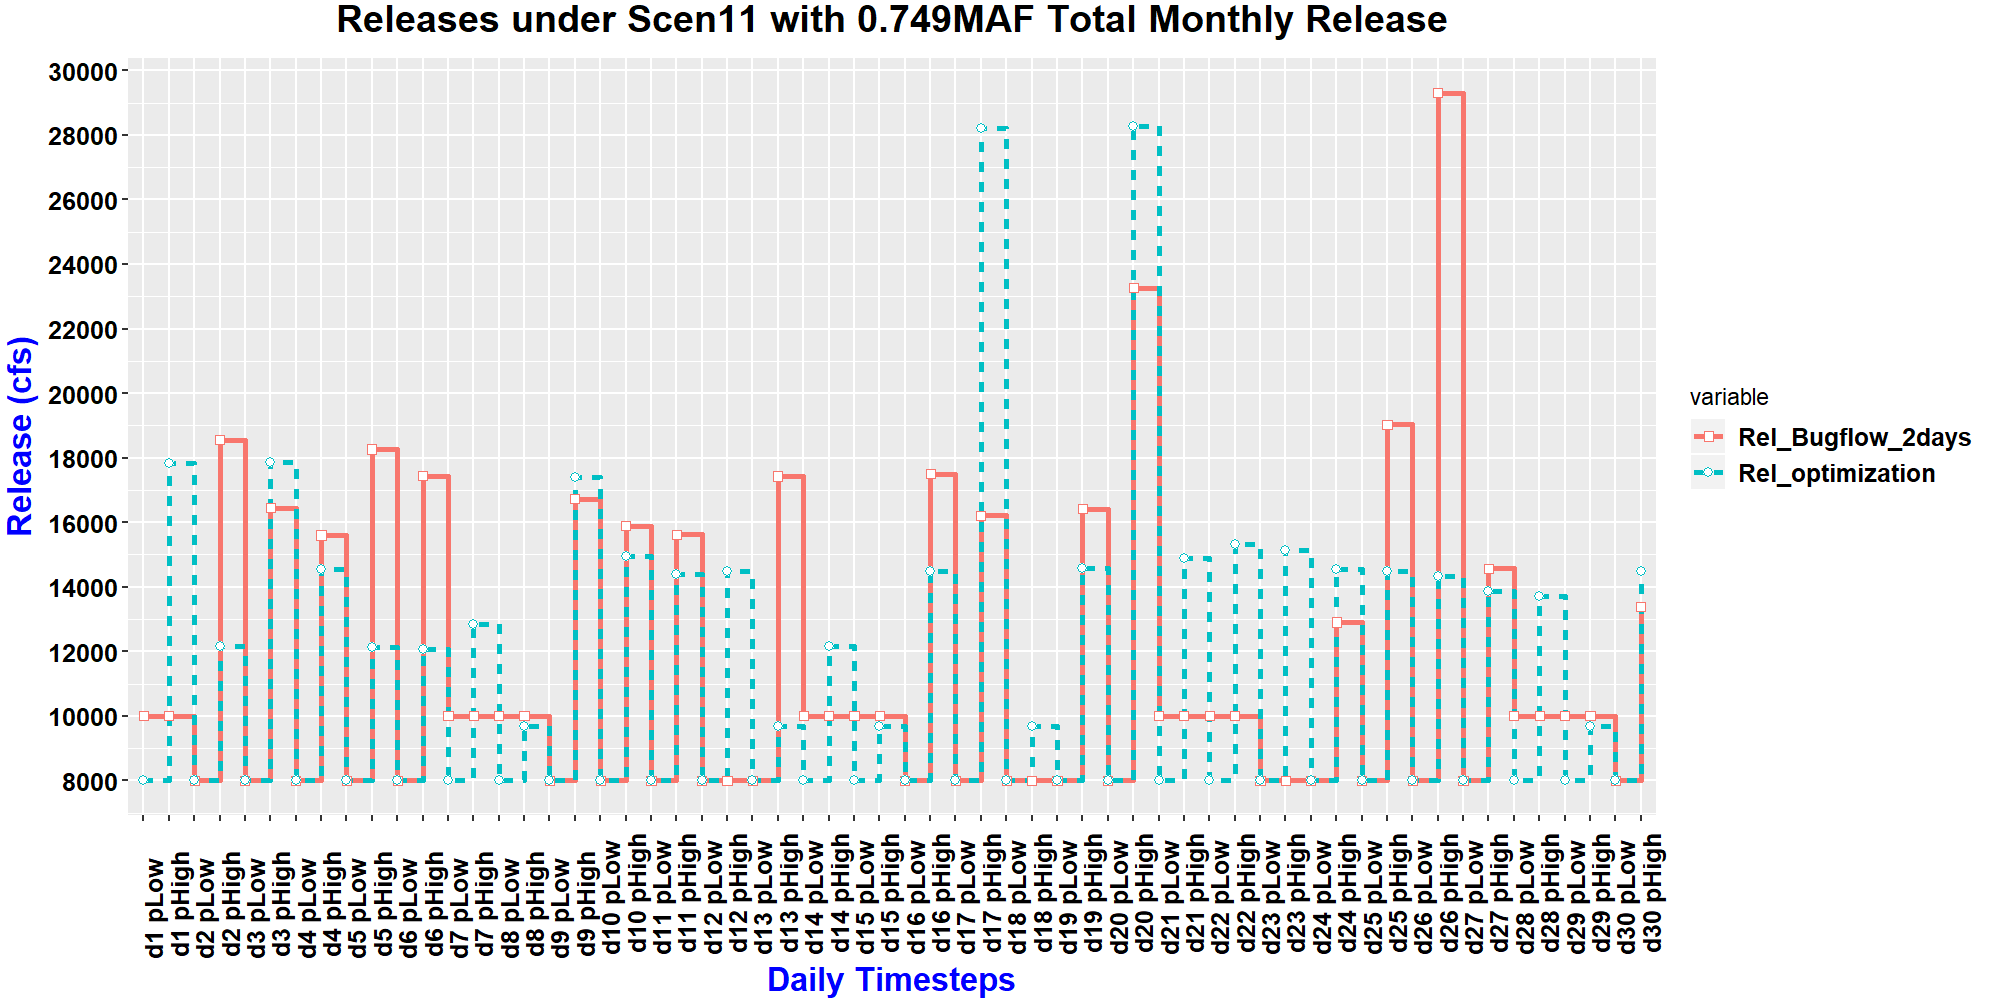 Releases under Scen11 with 0.749MAF Total Monthly Release
30000
28000
26000
24000
22000
20000
18000
16000
14000
12000
10000
8000
Release (cfs)
d1 pLow
d1 pHigh
d2 pLow
d2 pHigh
d3 pLow
d3 pHigh
d4 pLow
d4 pHigh
d5 pLow
d5 pHigh
d6 pLow
d6 pHigh
d7 pLow
d7 pHigh
d8 pLow
d8 pHigh
d9 pLow
d9 pHigh
d10 pLow
d10 pHigh
d11 pLow
d11 pHigh
d12 pLow
d12 pHigh
d13 pLow
d13 pHigh
d14 pLow
d14 pHigh
d15 pLow
d15 pHigh
d16 pLow
d16 pHigh
d17 pLow
d17 pHigh
d18 pLow
d18 pHigh
d19 pLow
d19 pHigh
d20 pLow
d20 pHigh
d21 pLow
d21 pHigh
d22 pLow
d22 pHigh
d23 pLow
d23 pHigh
d24 pLow
d24 pHigh
d25 pLow
d25 pHigh
d26 pLow
d26 pHigh
d27 pLow
d27 pHigh
d28 pLow
d28 pHigh
d29 pLow
d29 pHigh
d30 pLow
d30 pHigh
Daily Timesteps
variable
Rel_Bugflow_2days
Rel_optimization